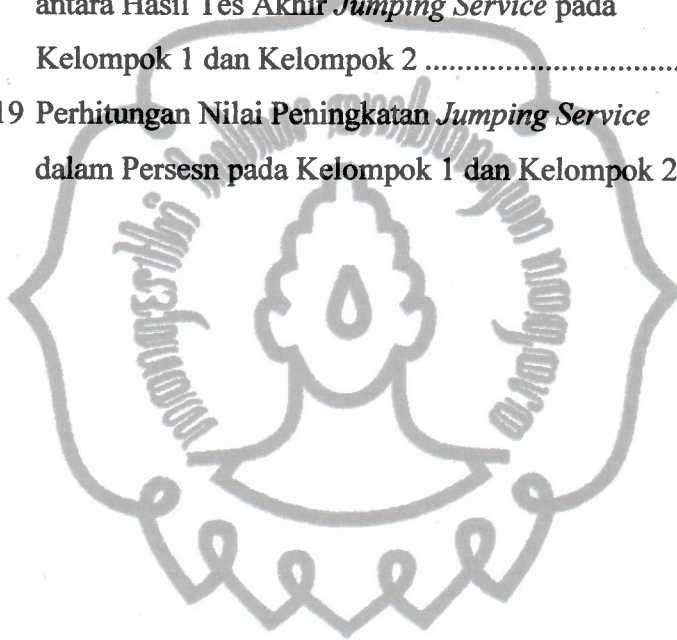 antara Hasil Tes Akhir Jumping Service pada
Kelompok 1 dan Kelompok 2 ................................
19 Perhitungan Nilai Peningkatan Jumping Service
dalam Persesn pada Kelompok 1 dan Kelompok 2